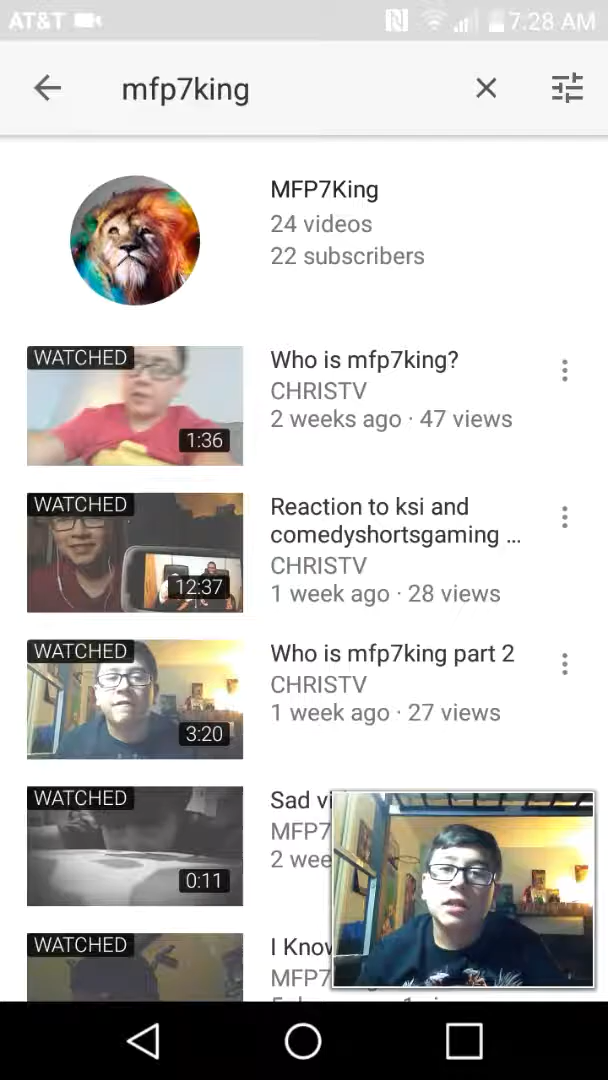 AT&T 7:28 AM
mfp7king
MFP7King
24 videos
22 subscribers
WATCHED
1:36
Who is mfp7king?
CHRISTV
2 weeks ago · 47 views
WATCHED
12:37
Reaction to ksi and
comedyshortsgaming ...
CHRISTV
1 week ago · 28 views
WATCHED
3:20
Who is mfp7king part 2
CHRISTV
1 week ago · 27 views
WATCHED
0:11
Sad
MFP7
2
WATCHED
I Know
MFP7